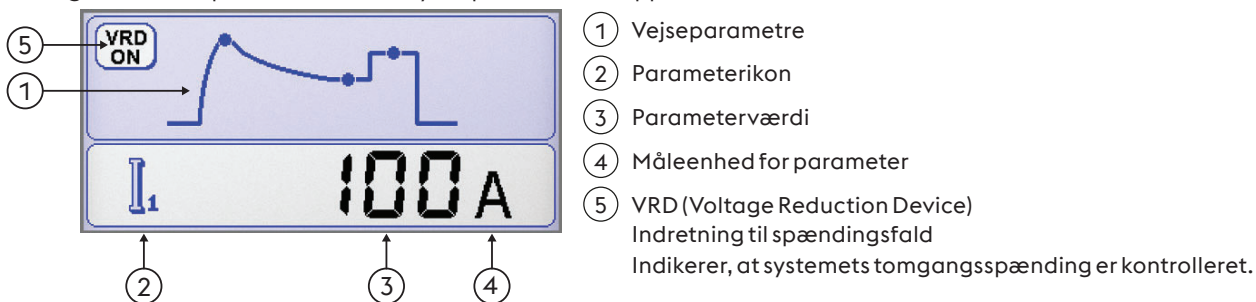 VRD
ON
5
1
I1
100 A
2
3
4
1 Vejseparametre
2 Parameterikon
3 Parameterværdi
4 Måleenhed for parameter
5 VRD (Voltage Reduction Device)
Indretning til spændingsfald
Indikerer, at systemets tomgangsspænding er kontrolleret.